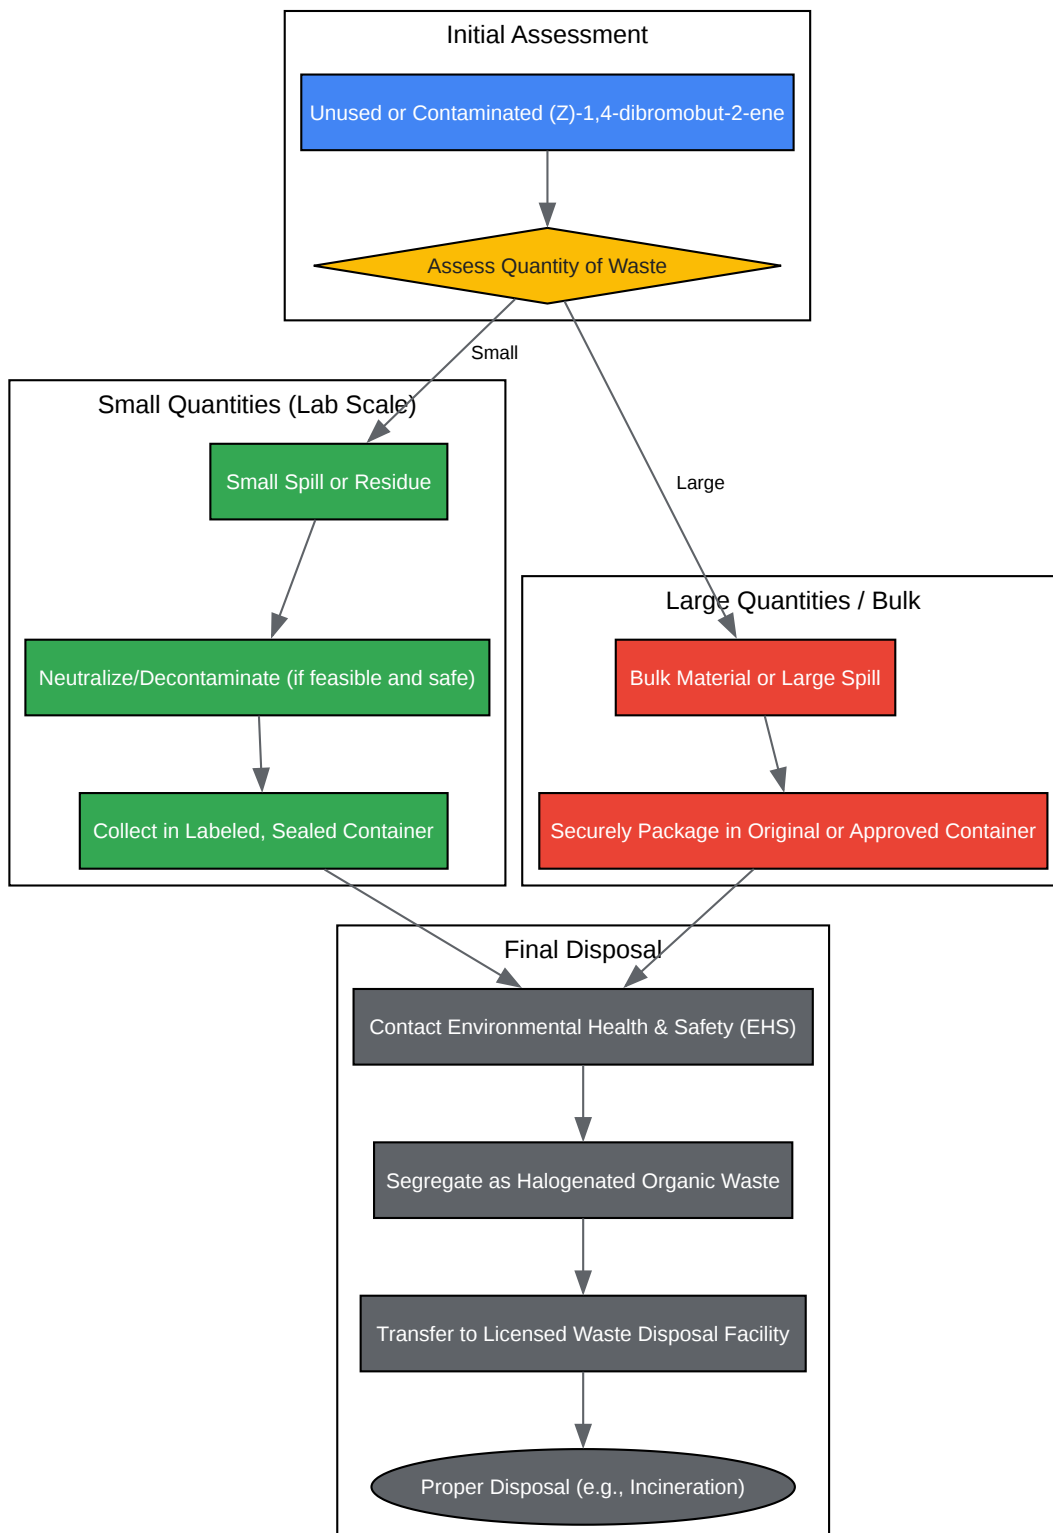 Initial Assessment
Unused or Contaminated (Z)-1,4-dibromobut-2-ene
Assess Quantity of Waste
Small
Small Quantities (Lab Scale)
Small Spill or Residue
Large
Neutralize/Decontaminate (if feasible and safe)
Collect in Labeled, Sealed Container
Large Quantities / Bulk
Bulk Material or Large Spill
Securely Package in Original or Approved Container
Final Disposal
Contact Environmental Health & Safety (EHS)
Segregate as Halogenated Organic Waste
Transfer to Licensed Waste Disposal Facility
Proper Disposal (e.g., Incineration)